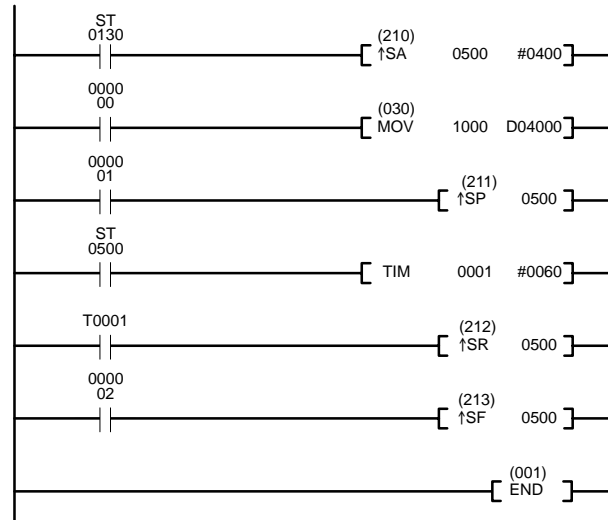 ST
0130
(210)
↑SA 0500 #0400
0000
00
(030)
MOV 1000 D04000
0000
01
(211)
↑SP 0500
ST
0500
TIM 0001 #0060
T0001
(212)
↑SR 0500
0000
02
(213)
↑SF 0500
(001)
END